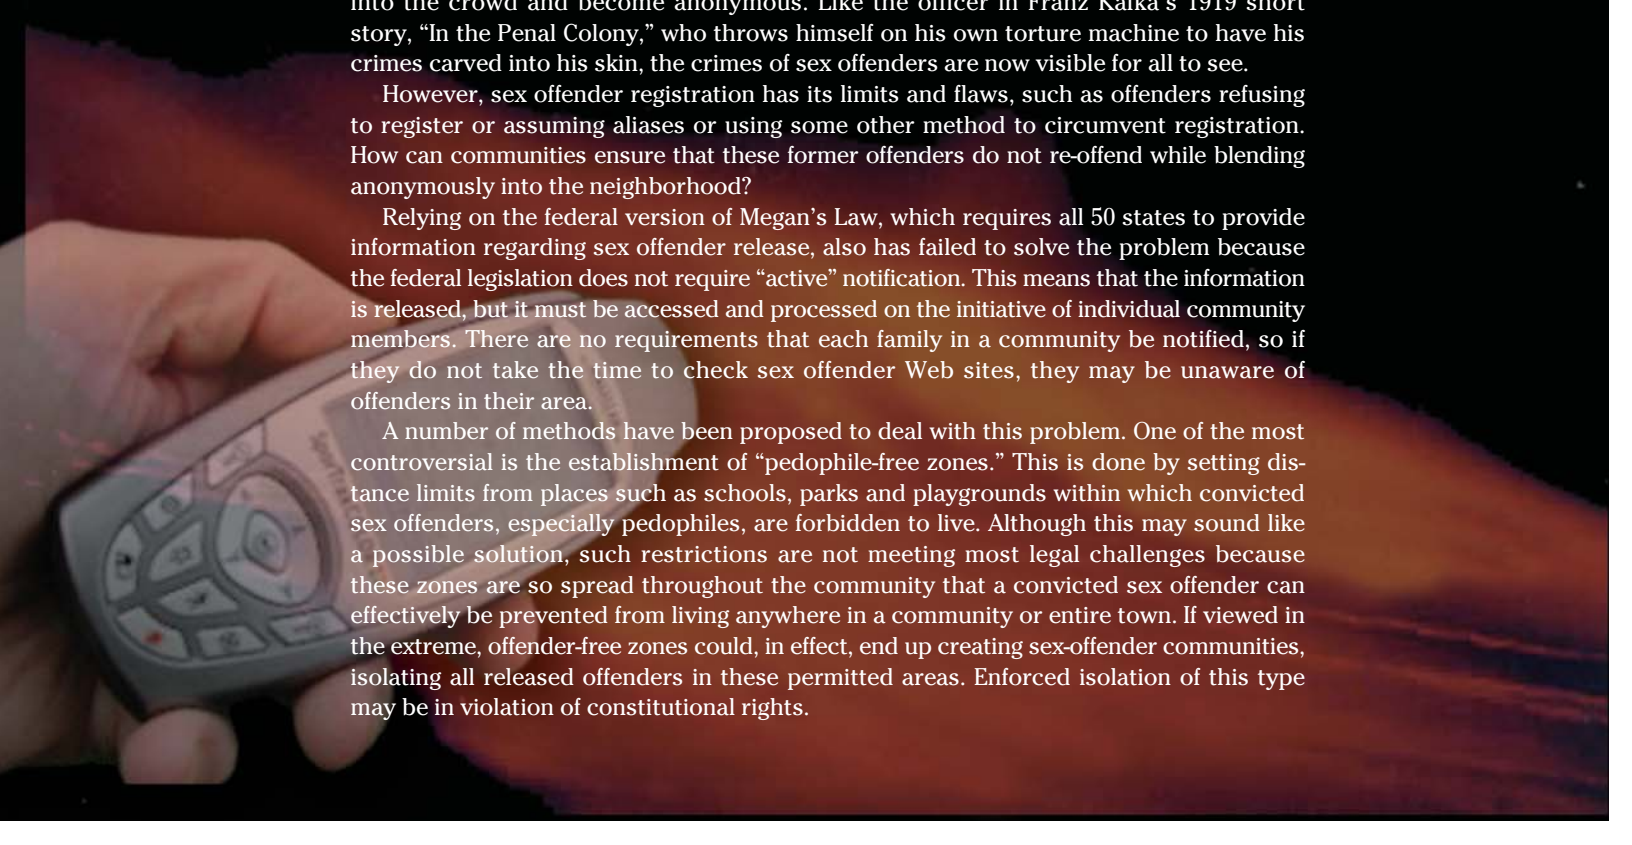 into the crowd and become anonymous. Like the officer in Franz Kafka's 1919 short
story, “In the Penal Colony,” who throws himself on his own torture machine to have his
crimes carved into his skin, the crimes of sex offenders are now visible for all to see.
However, sex offender registration has its limits and flaws, such as offenders refusing
to register or assuming aliases or using some other method to circumvent registration.
How can communities ensure that these former offenders do not re-offend while blending
anonymously into the neighborhood?
Relying on the federal version of Megan’s Law, which requires all 50 states to provide
information regarding sex offender release, also has failed to solve the problem because
the federal legislation does not require “active” notification. This means that the information
is released, but it must be accessed and processed on the initiative of individual community
members. There are no requirements that each family in a community be notified, so if
they do not take the time to check sex offender Web sites, they may be unaware of
offenders in their area.
A number of methods have been proposed to deal with this problem. One of the most
controversial is the establishment of “pedophile-free zones.” This is done by setting dis-
tance limits from places such as schools, parks and playgrounds within which convicted
sex offenders, especially pedophiles, are forbidden to live. Although this may sound like
a possible solution, such restrictions are not meeting most legal challenges because
these zones are so spread throughout the community that a convicted sex offender can
effectively be prevented from living anywhere in a community or entire town. If viewed in
the extreme, offender-free zones could, in effect, end up creating sex-offender communities,
isolating all released offenders in these permitted areas. Enforced isolation of this type
may be in violation of constitutional rights.